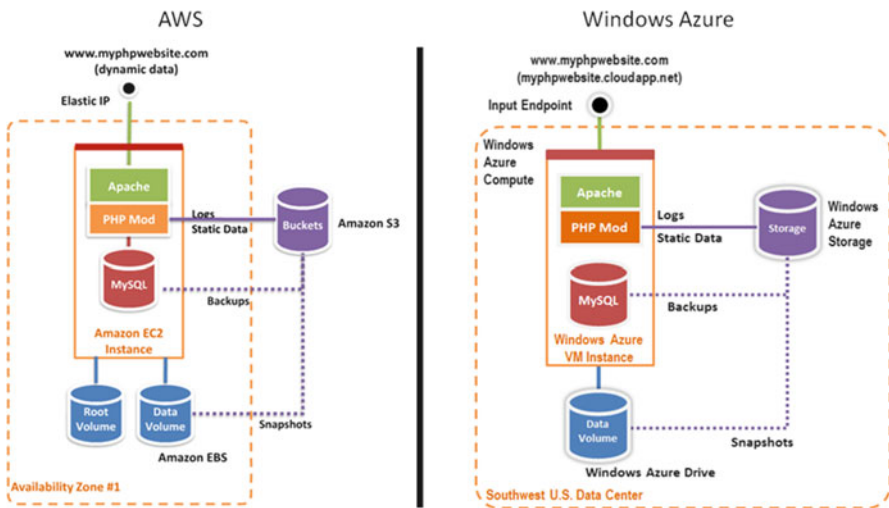 AWS
www.myphpwebsite.com
(dynamic data)
Elastic IP
Apache
PHP Mod
Logs
Static Data
Buckets
Amazon S3
MySQL
Backups
Amazon EC2
Instance
Root
Volume
Data
Volume
Snapshots
Amazon EBS
Availability Zone #1
Windows Azure
www.myphpwebsite.com
(myphpwebsite.cloudapp.net)
Input Endpoint
Windows
Azure
Compute
Apache
PHP Mod
Logs
Static Data
Storage
Windows
Azure
Storage
MySQL
Backups
Windows Azure
VM Instance
Data
Volume
Snapshots
Windows Azure Drive
Southwest U.S. Data Center